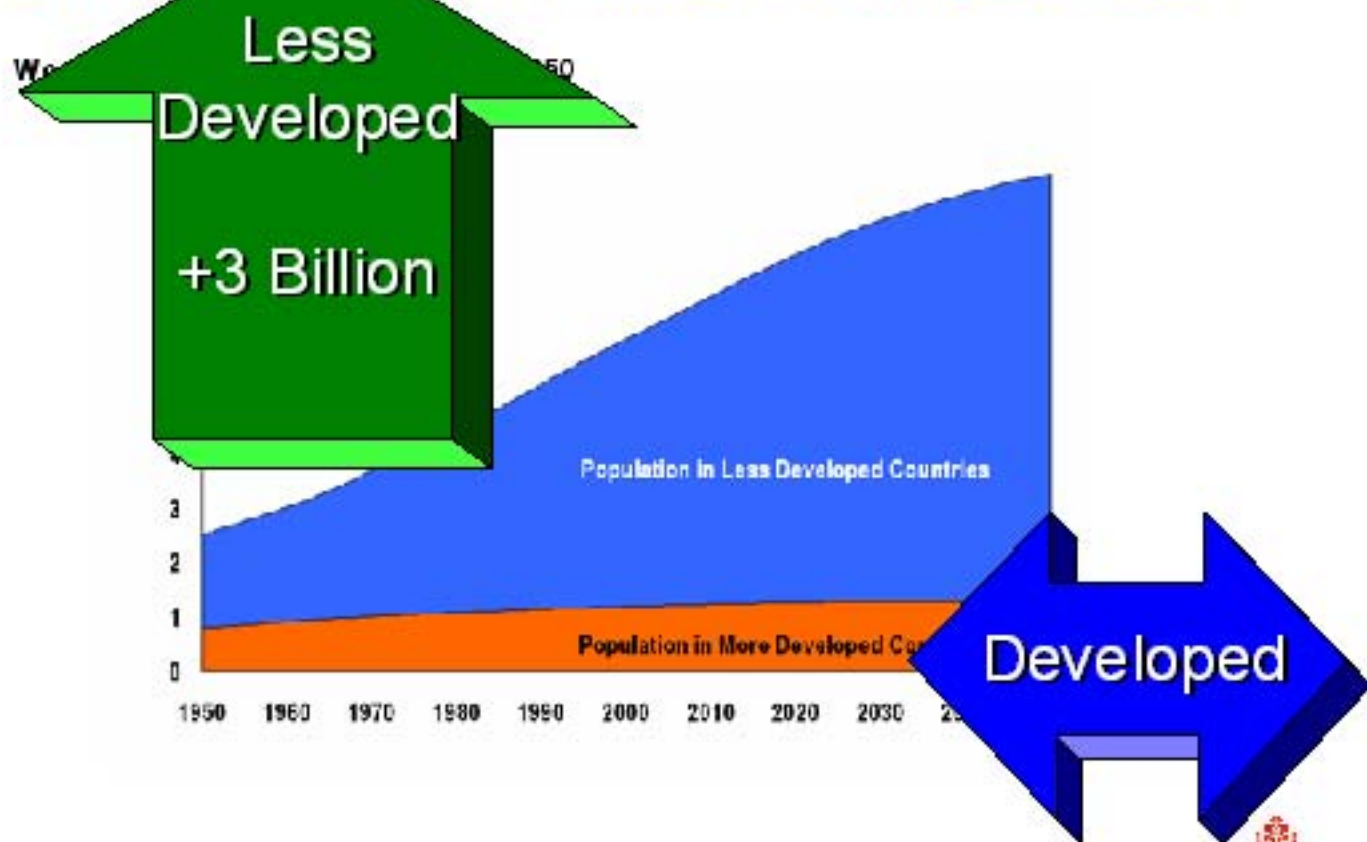 Less
Developed
+3 Billion
Population in Less Developed Countries
3
2
1
0
Population in More Developed
Developed
1950 1960 1970 1980 1990 2000 2010 2020 2030